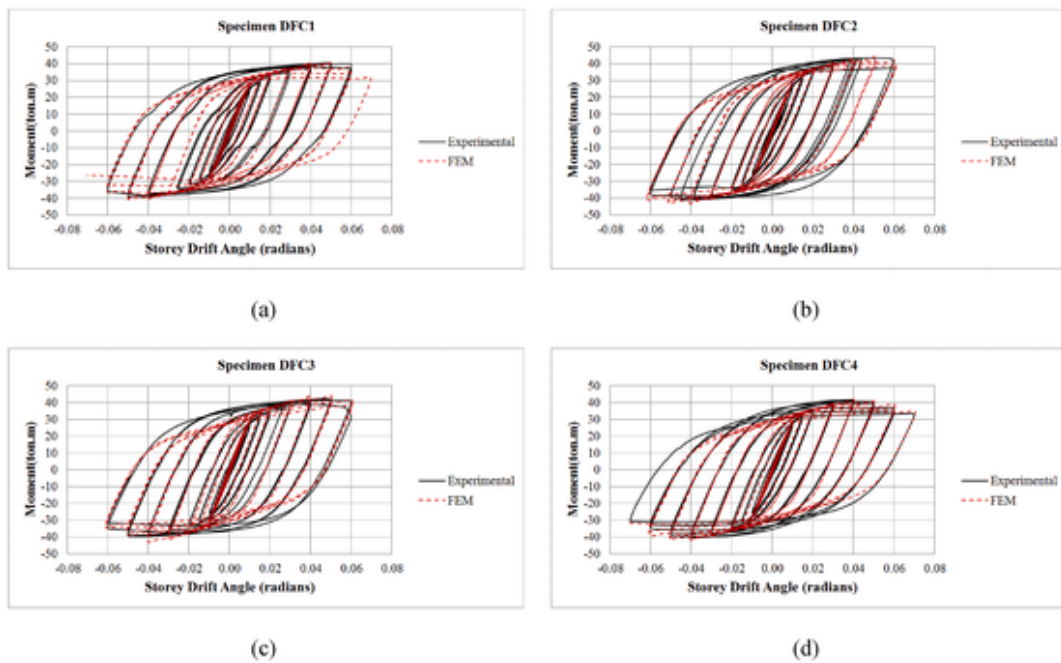 Specimen DFC1
50
40
30
20
10
0
-10
-20
-30
-40
-50
Moment(ton.m)
-0.08 -0.06 -0.04 -0.02 0.00 0.02 0.04 0.06 0.08
Storey Drift Angle (radians)
Experimental
FEM
(a)
Specimen DFC2
50
40
30
20
10
0
-10
-20
-30
-40
-50
Moment(ton.m)
-0.08 -0.06 -0.04 -0.02 0.00 0.02 0.04 0.06 0.08
Storey Drift Angle (radians)
Experimental
FEM
(b)
Specimen DFC3
50
40
30
20
10
0
-10
-20
-30
-40
-50
Moment(ton.m)
-0.08 -0.06 -0.04 -0.02 0.00 0.02 0.04 0.06 0.08
Storey Drift Angle (radians)
Experimental
FEM
(c)
Specimen DFC4
50
40
30
20
10
0
-10
-20
-30
-40
-50
Moment(ton.m)
-0.08 -0.06 -0.04 -0.02 0.00 0.02 0.04 0.06 0.08
Storey Drift Angle (radians)
Experimental
FEM
(d)